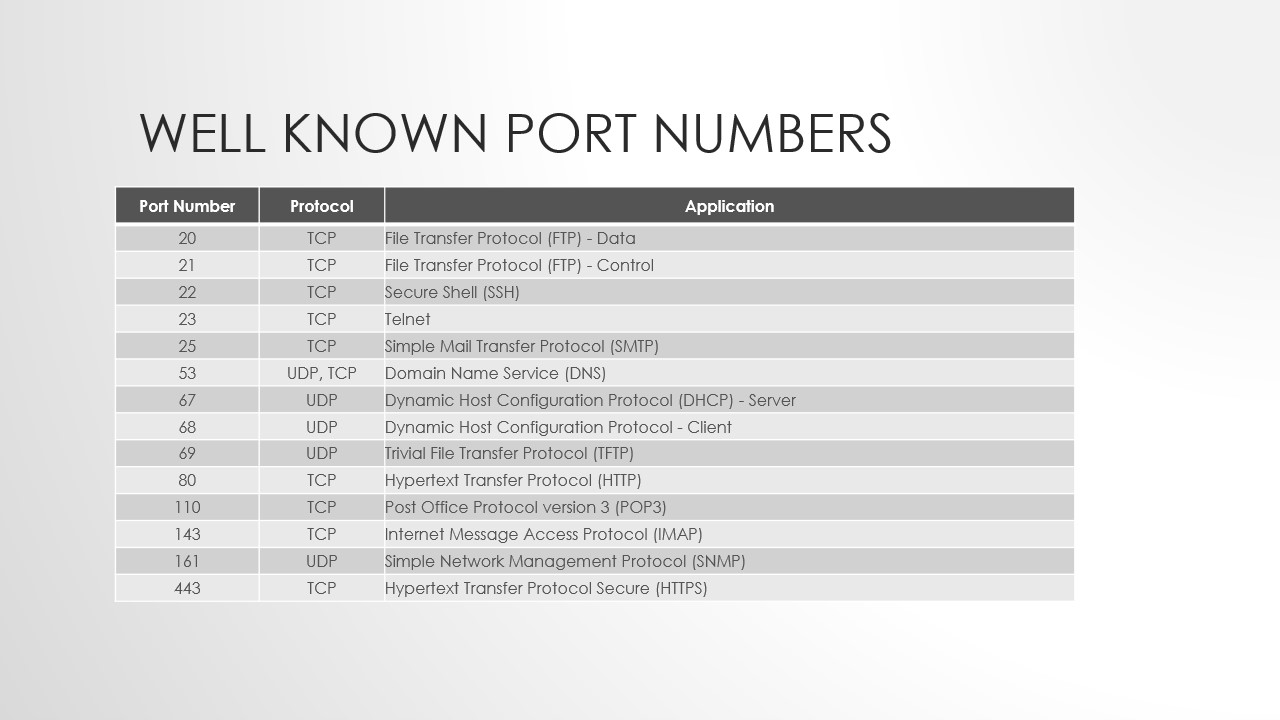 WELL KNOWN PORT NUMBERS
Port Number Protocol Application
20 TCP File Transfer Protocol (FTP) - Data
21 TCP File Transfer Protocol (FTP) - Control
22 TCP Secure Shell (SSH)
23 TCP Telnet
25 TCP Simple Mail Transfer Protocol (SMTP)
53 UDP, TCP Domain Name Service (DNS)
67 UDP Dynamic Host Configuration Protocol (DHCP) - Server
68 UDP Dynamic Host Configuration Protocol - Client
69 UDP Trivial File Transfer Protocol (TFTP)
80 TCP Hypertext Transfer Protocol (HTTP)
110 TCP Post Office Protocol version 3 (POP3)
143 TCP Internet Message Access Protocol (IMAP)
161 UDP Simple Network Management Protocol (SNMP)
443 TCP Hypertext Transfer Protocol Secure (HTTPS)